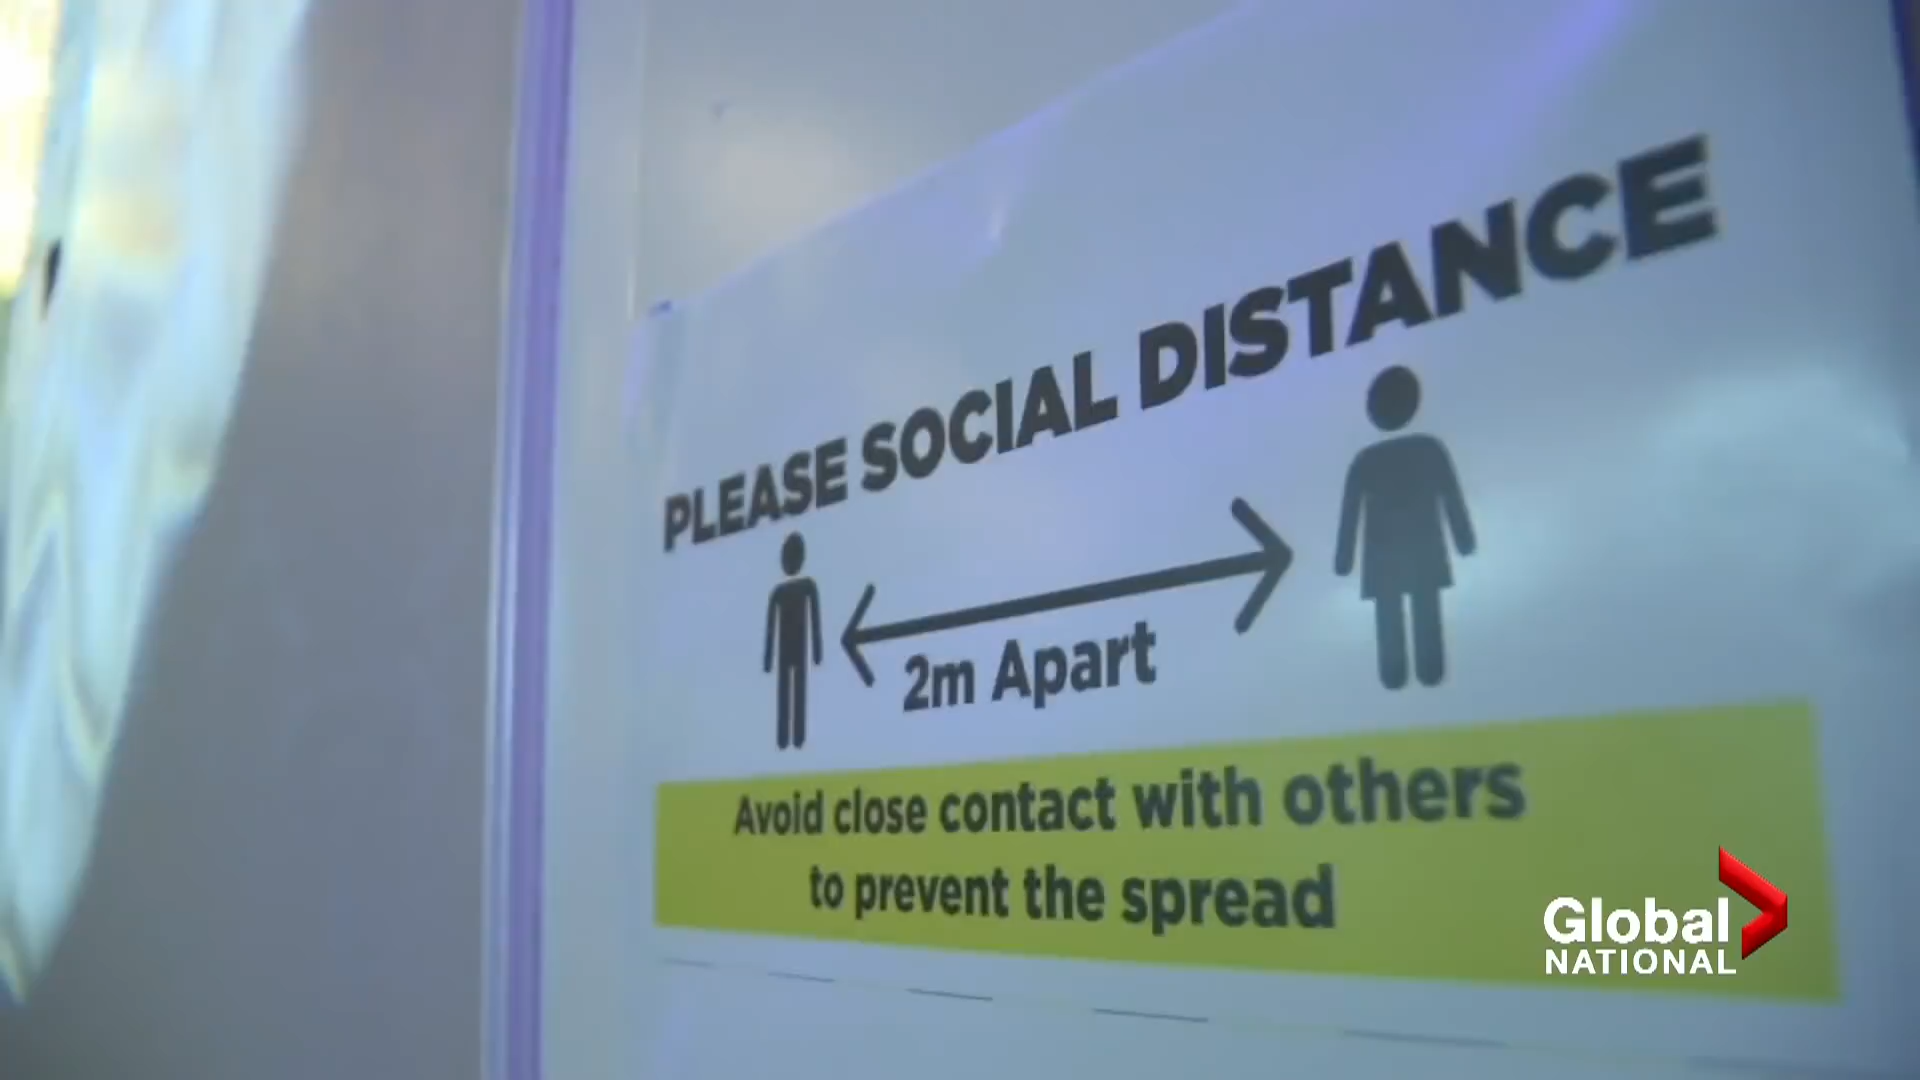 PLEASE SOCIAL DISTANCE
2m Apart
Avoid close contact with others
to prevent the spread
Global
NATIONAL